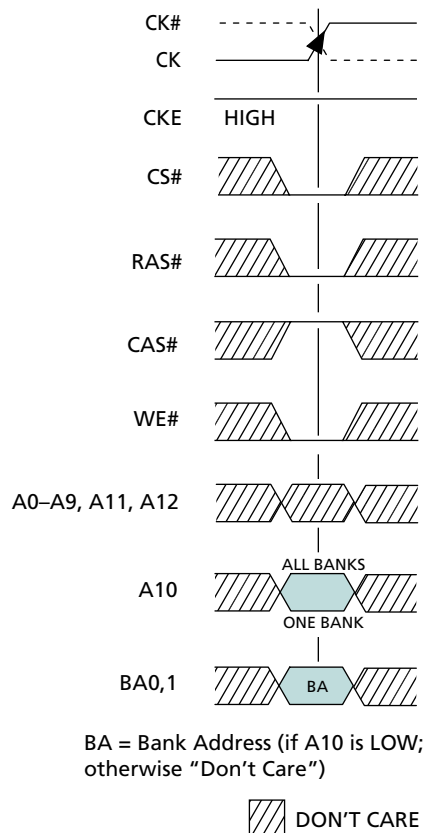 CK#
CK
CKE HIGH
CS#
RAS#
CAS#
WE#
A0–A9, A11, A12
ALL BANKS
A10
ONE BANK
BA0,1 BA
BA = Bank Address (if A10 is LOW;
otherwise “Don’t Care”)
DON’T CARE